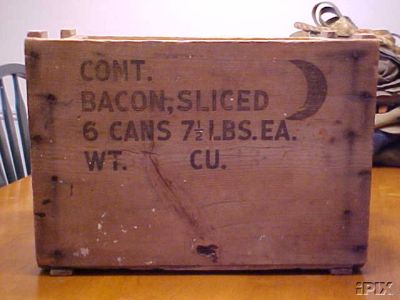 CONT.
BACON, SLICED
6 CANS 7½ LBS. EA.
WT. CU.
iPIX